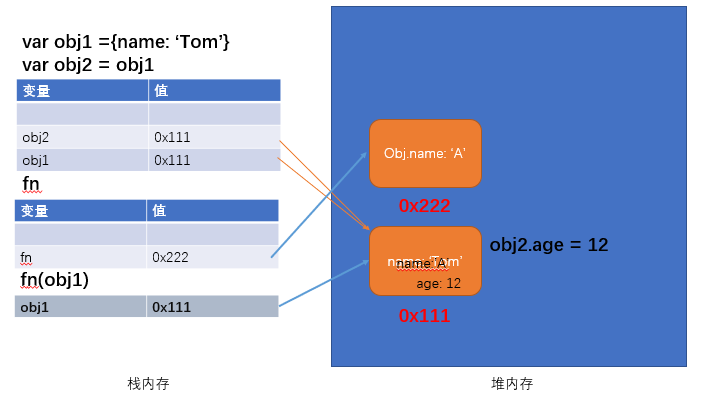 var obj1 ={name: ‘Tom’}
var obj2 = obj1
变量 值
obj2 0x111
obj1 0x111
fn
变量 值
fn 0x222
fn(obj1)
obj1 0x111
Obj.name: ‘A’
0x222
name: ‘Tom’
name:‘A’
age: 12
obj2.age = 12
0x111
栈内存
堆内存